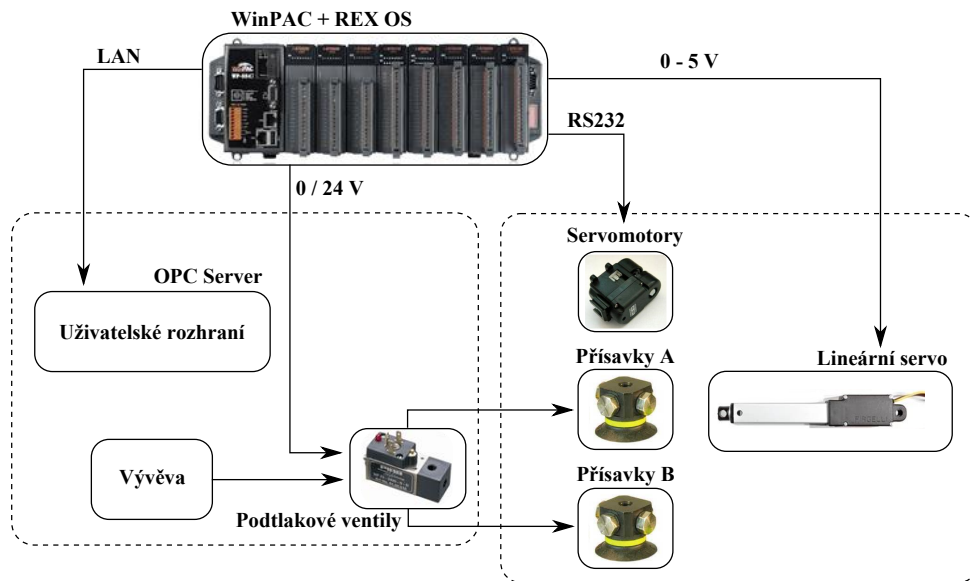 WinPAC + REX OS
LAN
0 - 5 V
RS232
0 / 24 V
Servomotory
OPC Server
Uživatelské rozhraní
Přísavky A
Lineární servo
Vývěva
Přísavky B
Podtlakové ventily